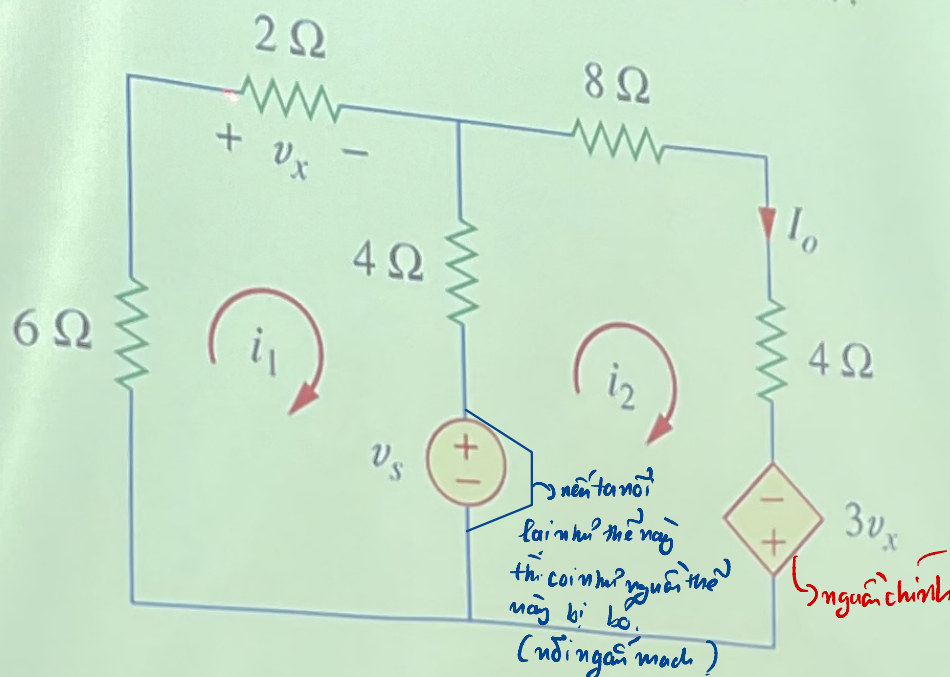 2 Ω
8 Ω
+ vₓ −
I₀
4 Ω
6 Ω
i₁
i₂
4 Ω
vₛ
+
−
−
+
3vₓ
nếu ta nối
lại như thế này
thì coi như nguồn thế
này bị bỏ.
(nối ngắn mạch)
nguồn chính